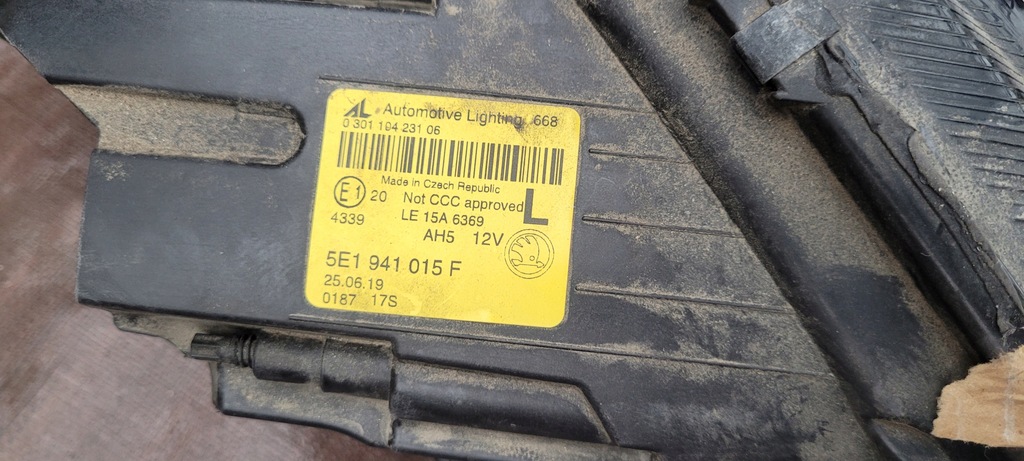 AL Automotive Lighting 668
0 301 194 231 06
Made in Czech Republic
E1 20 Not CCC approved L
4339 LE 15A 6369
AH5 12V
5E1 941 015 F
25.06.19
0187 17S